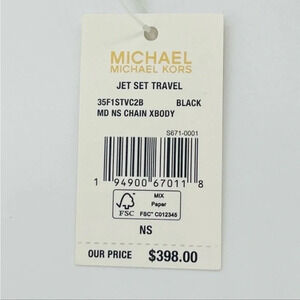 MICHAEL
MICHAEL KORS
JET SET TRAVEL
35F1STVC2B BLACK
MD NS CHAIN XBODY
S671-0001
1 94900 67011 8
FSC
MIX
Paper
FSC® C012345
NS
OUR PRICE $398.00